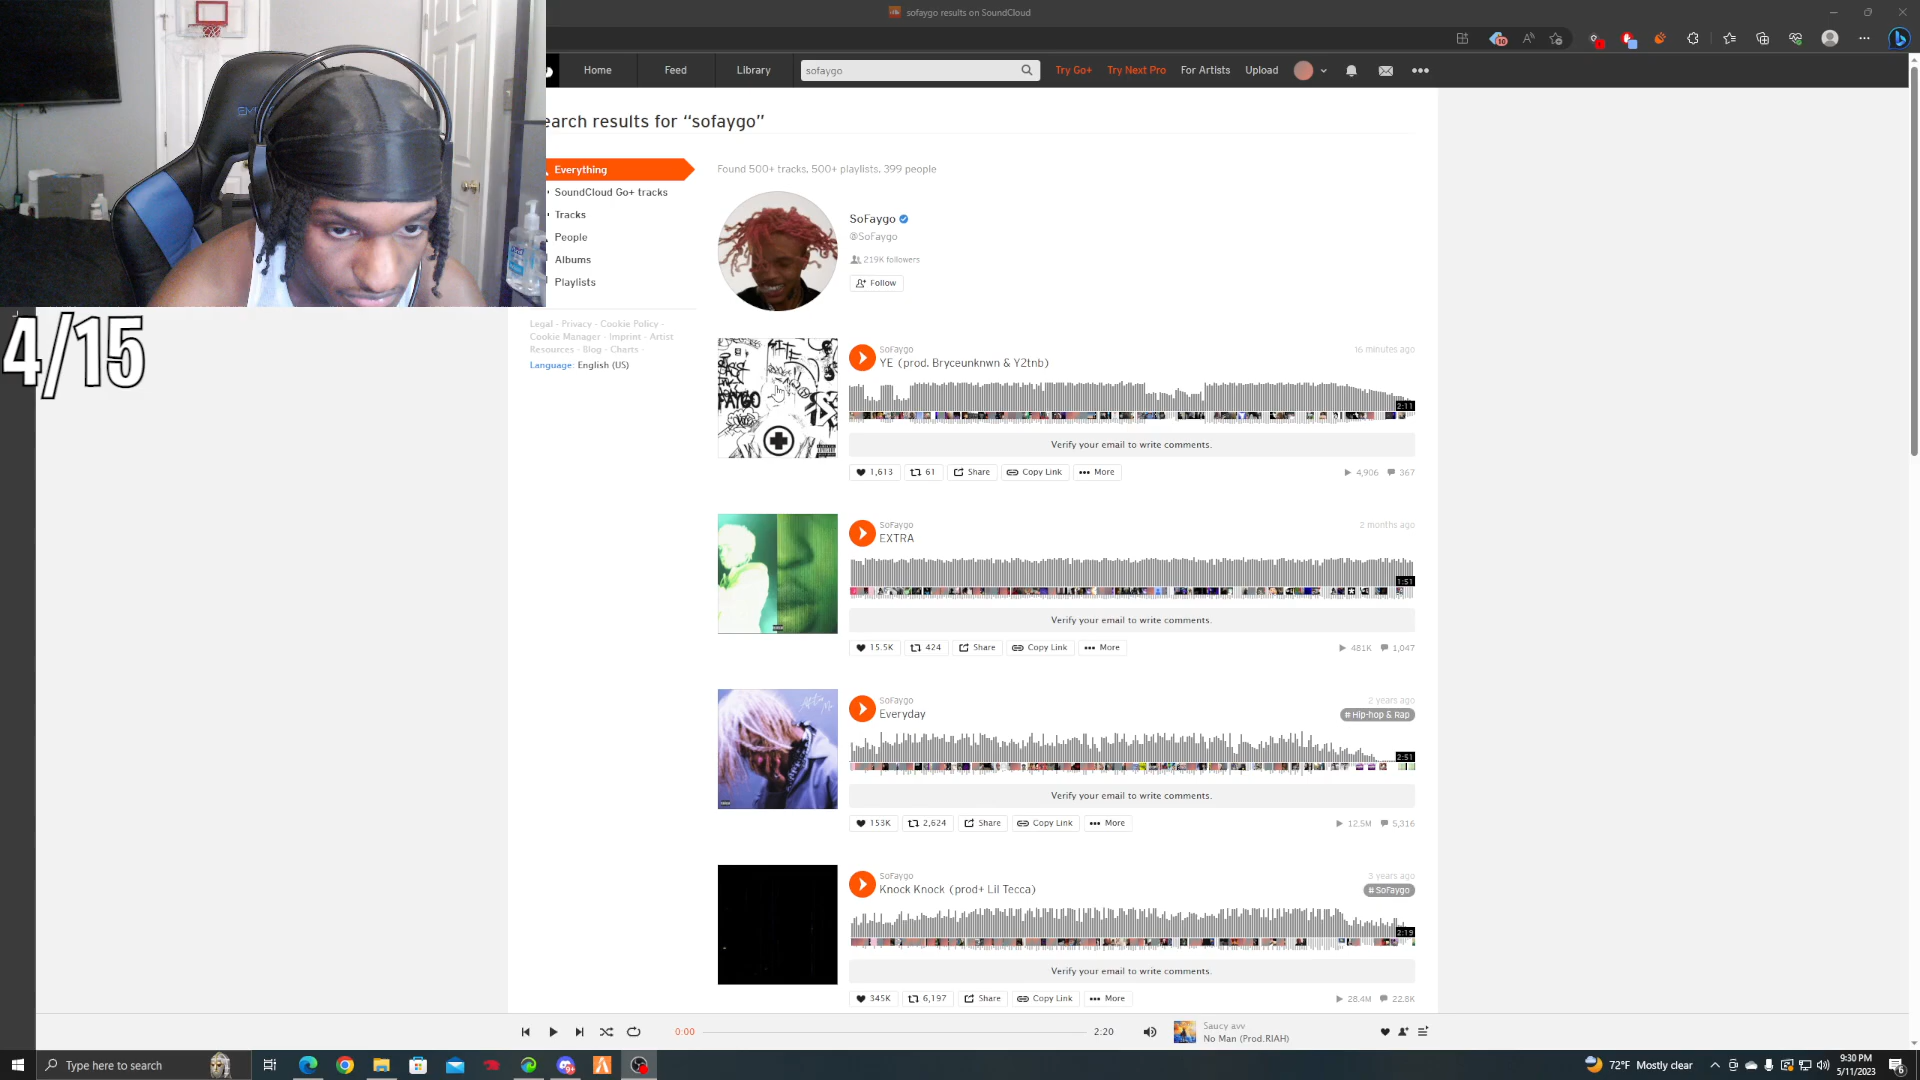 sofaygo results on SoundCloud
Home
Feed
Library
sofaygo
Try Go+
Try Next Pro
For Artists
Upload
earch results for “sofaygo”
Everything
SoundCloud Go+ tracks
Tracks
People
Albums
Playlists
Legal - Privacy - Cookie Policy -
Cookie Manager - Imprint - Artist
Resources - Blog - Charts -
Language: English (US)
4/15
Found 500+ tracks, 500+ playlists, 399 people
SoFaygo
@SoFaygo
219K followers
Follow
SoFaygo
16 minutes ago
YE (prod. Bryceunknwn & Y2tnb)
2:11
Verify your email to write comments.
1,613
61
Share
Copy Link
More
4,906
367
SoFaygo
2 months ago
EXTRA
1:51
Verify your email to write comments.
15.5K
424
Share
Copy Link
More
481K
1,047
SoFaygo
2 years ago
Everyday
# Hip-hop & Rap
2:51
Verify your email to write comments.
153K
2,624
Share
Copy Link
More
12.5M
5,316
SoFaygo
3 years ago
Knock Knock (prod+ Lil Tecca)
# SoFaygo
2:19
Verify your email to write comments.
345K
6,197
Share
Copy Link
More
28.4M
22.8K
0:00
2:20
Saucy avv
No Man (Prod.RIAH)
Type here to search
72°F Mostly clear
9:30 PM
5/11/2023